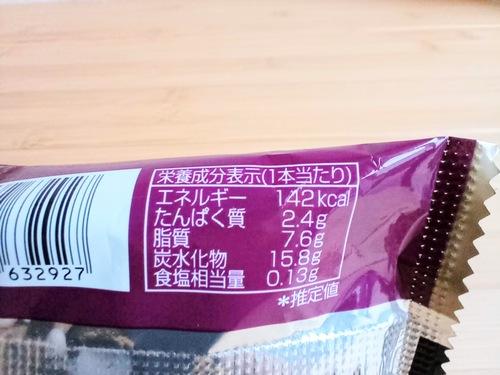 栄養成分表示(1本当たり)
エネルギー 142kcal
たんぱく質 2.4g
脂質 7.6g
炭水化物 15.8g
食塩相当量 0.13g
*推定値
632927